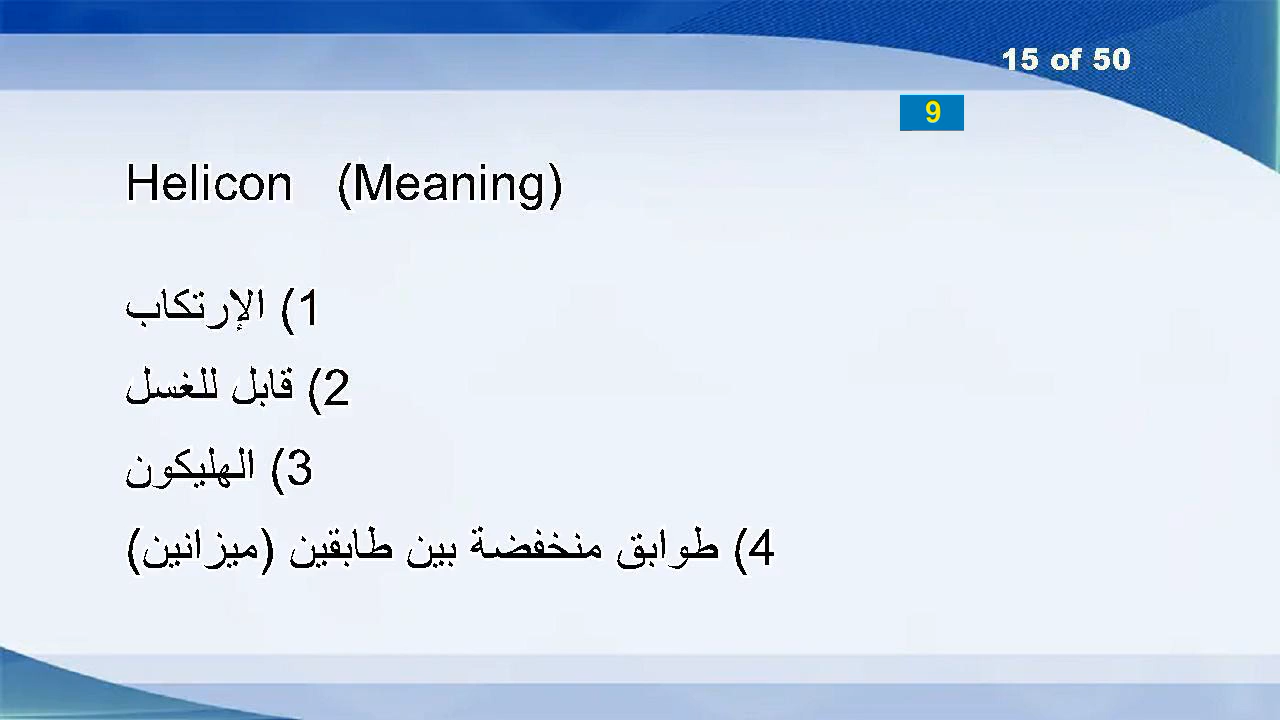 15 of 50
9
Helicon (Meaning)
1) الإرتكاب
2) قابل للغسل
3) الهليكون
4) طوابق منخفضة بين طابقين (ميزانين)